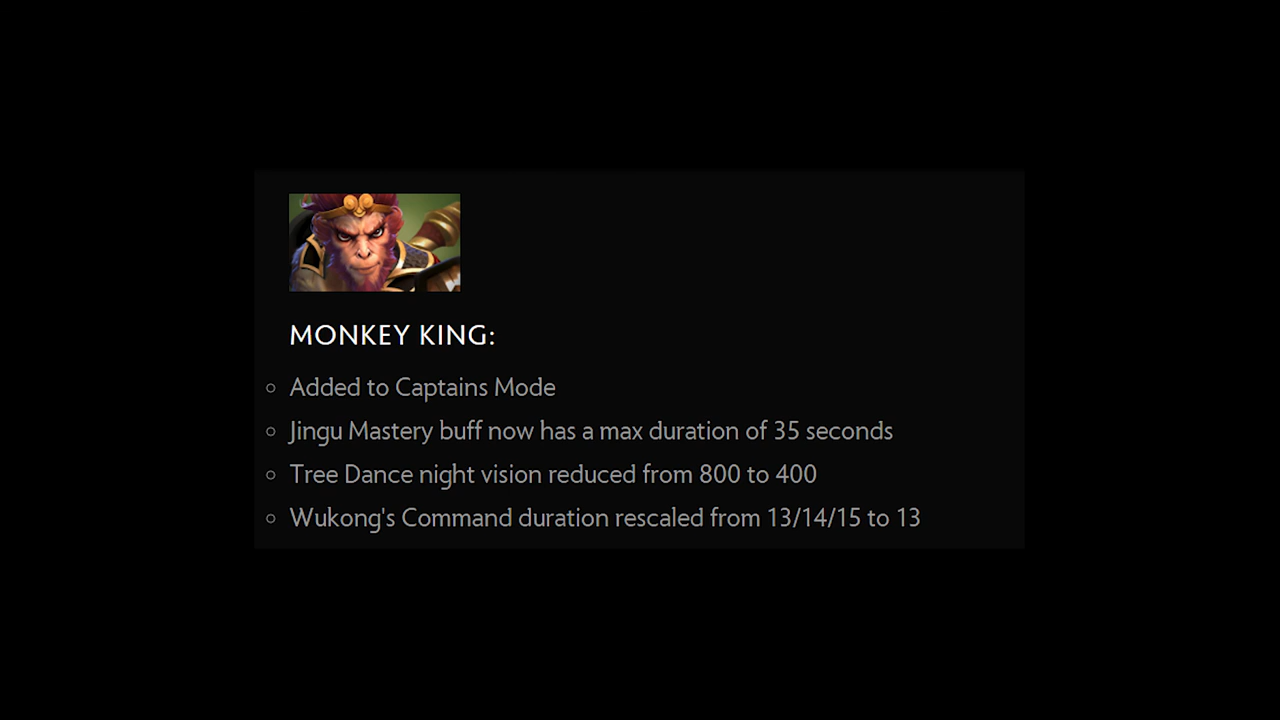 MONKEY KING:
Added to Captains Mode
Jingu Mastery buff now has a max duration of 35 seconds
Tree Dance night vision reduced from 800 to 400
Wukong's Command duration rescaled from 13/14/15 to 13